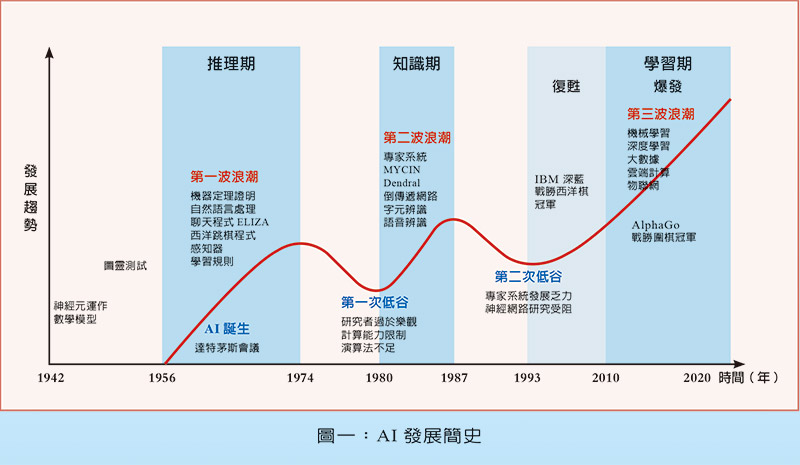 推理期
知識期
學習期
復甦
爆發
發展趨勢
神經元運作
數學模型
圖靈測試
第一波浪潮
機器定理證明
自然語言處理
聊天程式 ELIZA
西洋跳棋程式
感知器
學習規則
AI 誕生
達特茅斯會議
第一次低谷
研究者過於樂觀
計算能力限制
演算法不足
第二波浪潮
專家系統
MYCIN
Dendral
倒傳遞網路
字元辨識
語音辨識
第二次低谷
專家系統發展乏力
神經網路研究受阻
IBM 深藍
戰勝西洋棋
冠軍
第三波浪潮
機械學習
深度學習
大數據
雲端計算
物聯網
AlphaGo
戰勝圍棋冠軍
1942 1956 1974 1980 1987 1993 2010 2020 時間（年）
圖一：AI 發展簡史